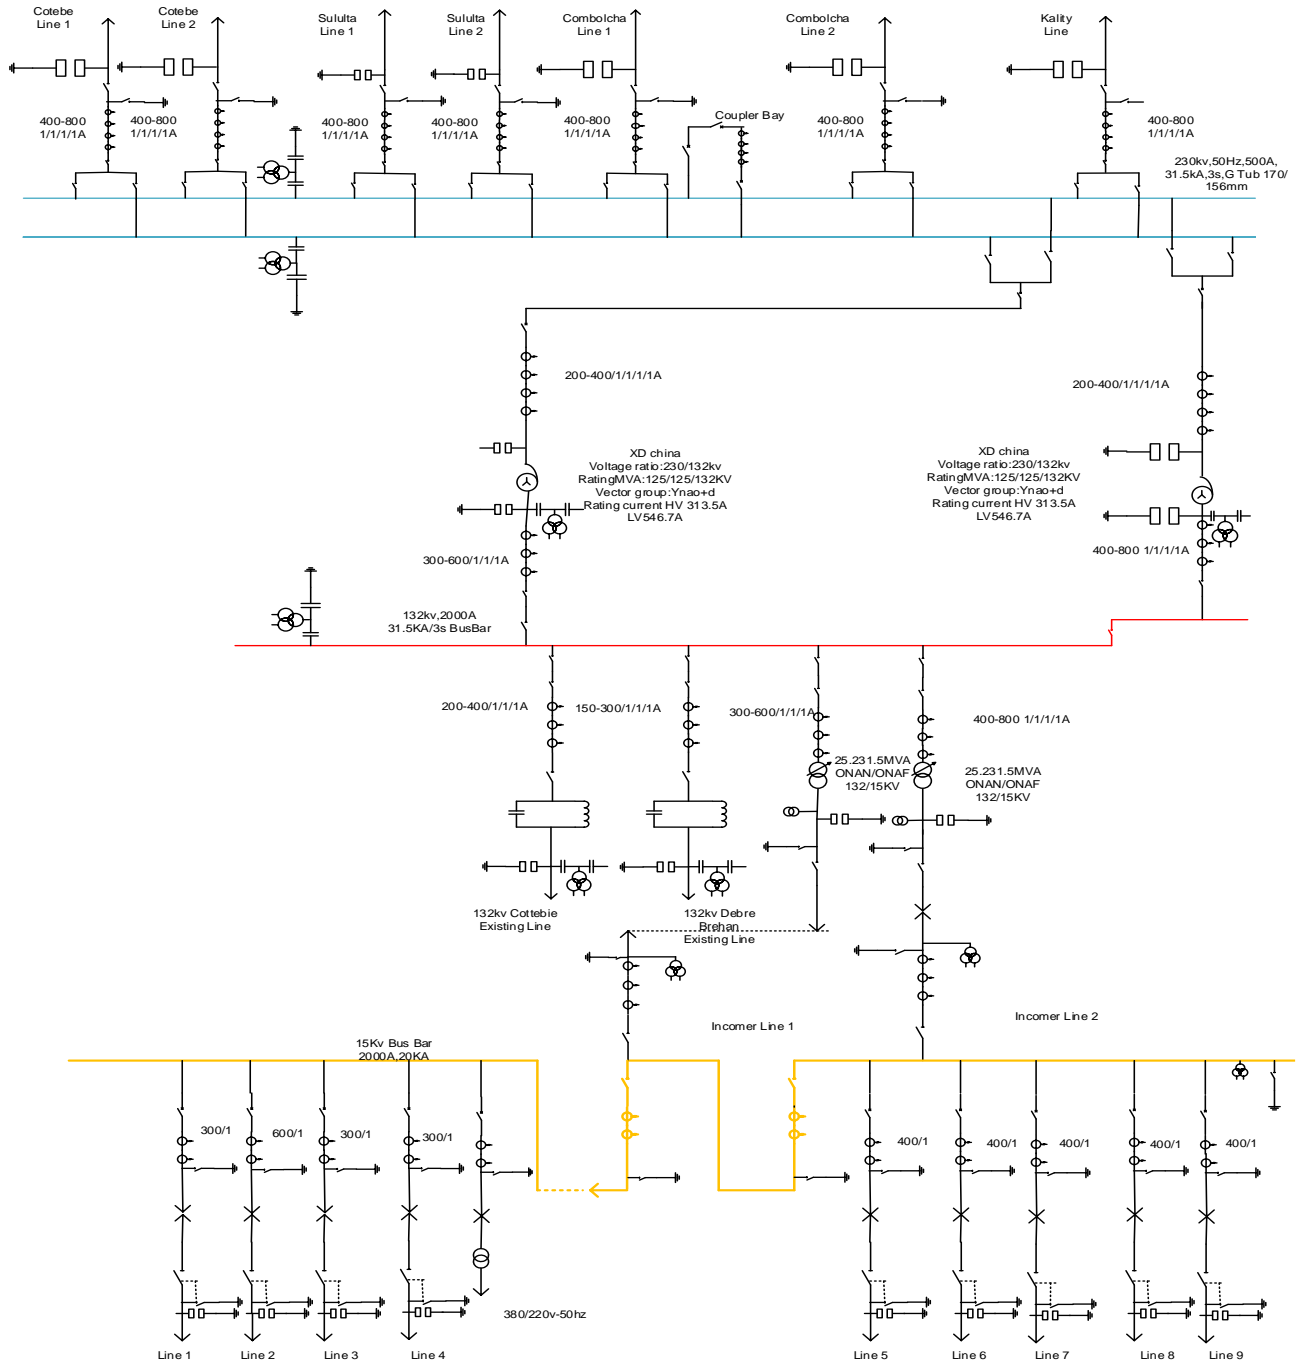 Cotebe
Line 1
Cotebe
Line 2
Sululta
Line 1
Sululta
Line 2
Combolcha
Line 1
Combolcha
Line 2
Kality
Line
400-800
1/1/1/1A
400-800
1/1/1/1A
400-800
1/1/1/1A
400-800
1/1/1/1A
400-800
1/1/1/1A
Coupler Bay
400-800
1/1/1/1A
400-800
1/1/1/1A
230kv,50Hz,500A,
31.5kA,3s,G Tub 170/
156mm
200-400/1/1/1/1A
200-400/1/1/1/1A
XD china
Voltage ratio:230/132kv
RatingMVA:125/125/132KV
Vector group:Ynao+d
Rating current HV 313.5A
LV546.7A
XD china
Voltage ratio:230/132kv
RatingMVA:125/125/132KV
Vector group:Ynao+d
Rating current HV 313.5A
LV546.7A
300-600/1/1/1A
400-800 1/1/1/1A
132kv,2000A
31.5KA/3s BusBar
200-400/1/1/1A
150-300/1/1/1A
300-600/1/1/1A
400-800 1/1/1/1A
25.231.5MVA
ONAN/ONAF
132/15KV
25.231.5MVA
ONAN/ONAF
132/15KV
132kv Cottebie
Existing Line
132kv Debre
Brehan
Existing Line
Incomer Line 1
Incomer Line 2
15Kv Bus Bar
2000A,20KA
300/1
600/1
300/1
300/1
400/1
400/1
400/1
400/1
400/1
380/220v-50hz
Line 1
Line 2
Line 3
Line 4
Line 5
Line 6
Line 7
Line 8
Line 9